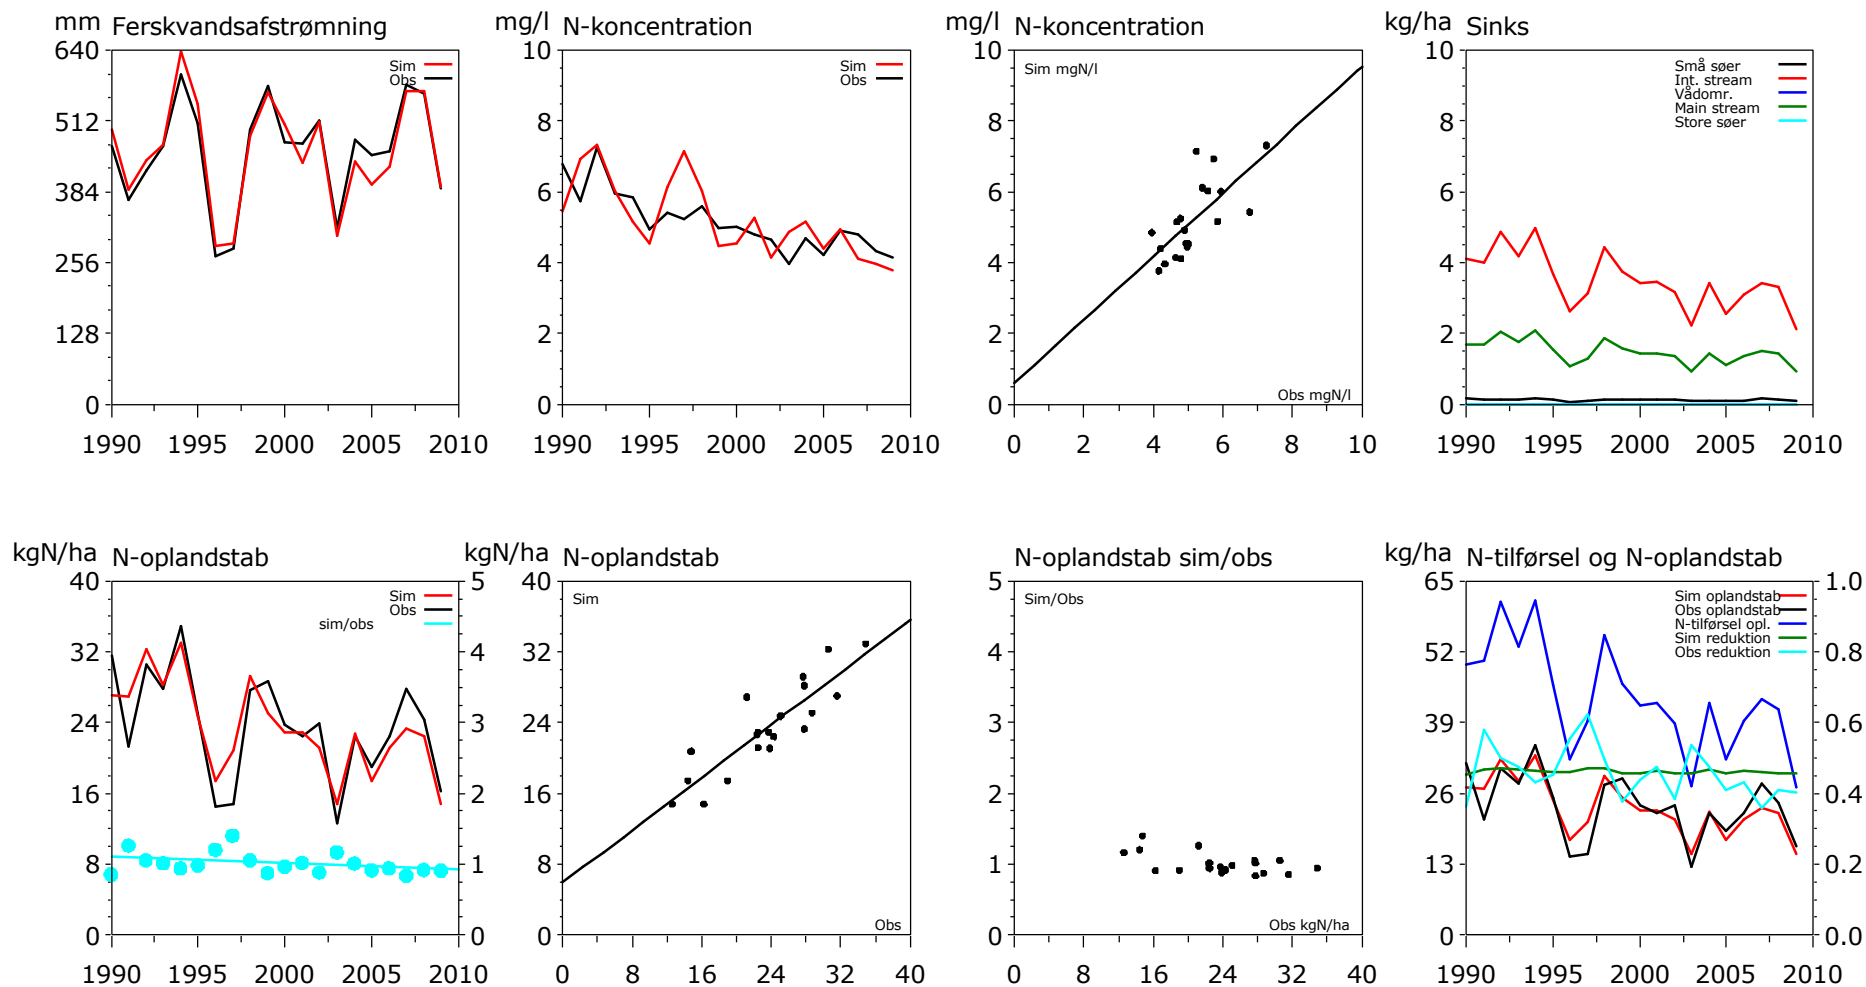 mm Ferskvandsafstrømning
640
512
384
256
128
0
Sim
Obs
1990 1995 2000 2005 2010
mg/l N-koncentration
10
8
6
4
2
0
Sim
Obs
1990 1995 2000 2005 2010
mg/l N-koncentration
10
8
6
4
2
0
Sim mgN/l
Obs mgN/l
0 4 6 8 10
kg/ha Sinks
10
8
6
4
2
0
Små søer
Int. stream
Vådomr.
Main stream
Store søer
1990 1995 2000 2005 2010
kgN/ha N-oplandstab
40
32
24
16
8
0
Sim
Obs
sim/obs
5
4
3
2
1
0
1990 1995 2000 2005 2010
kgN/ha N-oplandstab
Sim
Obs
0 16 24 32 40
N-oplandstab sim/obs
5
4
3
2
1
0
Sim/Obs
Obs kgN/ha
0 8 16 24 32 40
kg/ha N-tilførsel og N-oplandstab
65
52
39
26
13
0
Sim oplandstab
Obs oplandstab
N-tilførsel opl.
Sim reduktion
Obs reduktion
1.0
0.8
0.6
0.4
0.2
0.0
1990 1995 2000 2005 2010